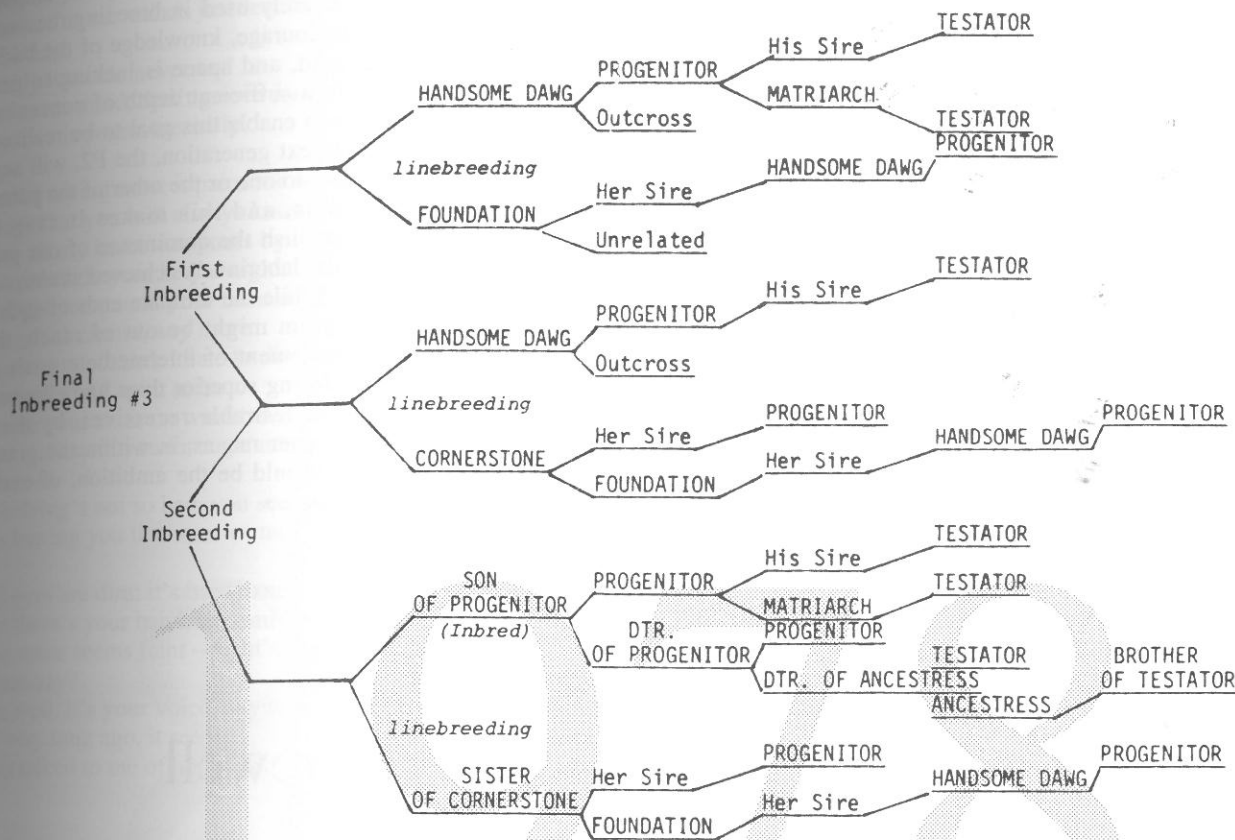 TESTATOR
His Sire
PROGENITOR
HANDSOME DAWG
MATRIARCH
Outcross
TESTATOR
PROGENITOR
linebreeding
HANDSOME DAWG
Her Sire
FOUNDATION
Unrelated
First
Inbreeding
TESTATOR
His Sire
PROGENITOR
HANDSOME DAWG
Outcross
Final
Inbreeding #3
linebreeding
PROGENITOR
PROGENITOR
Her Sire
HANDSOME DAWG
CORNERSTONE
Her Sire
FOUNDATION
Second
Inbreeding
TESTATOR
His Sire
SON
OF PROGENITOR
(Inbred)
PROGENITOR
TESTATOR
MATRIARCH
DTR.
OF PROGENITOR
PROGENITOR
TESTATOR
DTR. OF ANCESTRESS
BROTHER
OF TESTATOR
ANCESTRESS
linebreeding
PROGENITOR
PROGENITOR
SISTER
OF CORNERSTONE
Her Sire
HANDSOME DAWG
Her Sire
FOUNDATION
1978